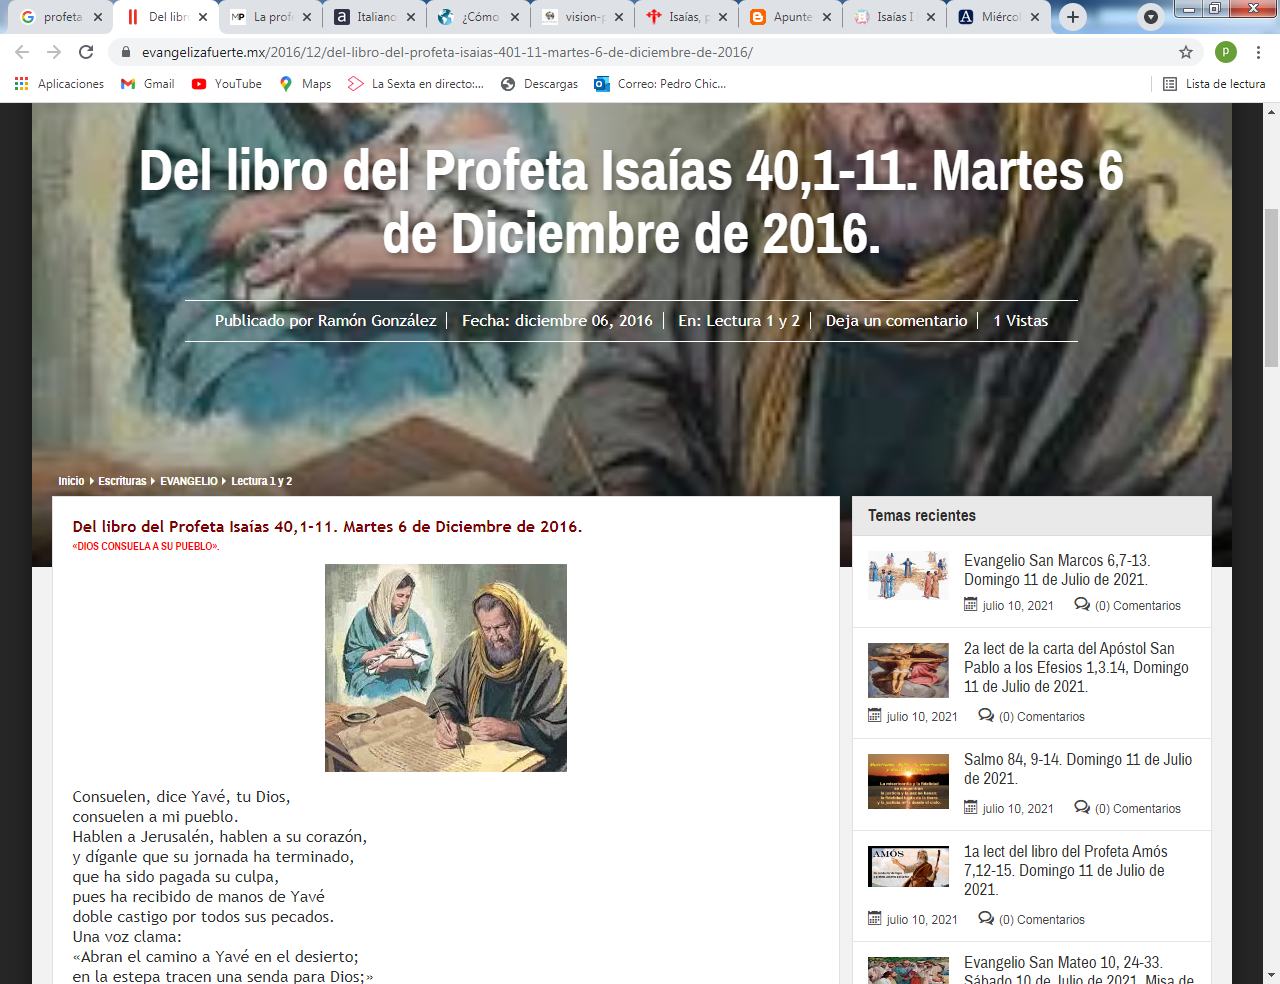 profeta
Del libr
La prof
Italiano
¿Cómo
vision-p
Isaías, p
Apunte
Isaías I
Miércol
evangelizafuerte.mx/2016/12/del-libro-del-profeta-isaias-401-11-martes-6-de-diciembre-de-2016/
p
Aplicaciones
Gmail
YouTube
Maps
La Sexta en directo:...
Descargas
Correo: Pedro Chic...
Lista de lectura
Del libro del Profeta Isaías 40,1-11. Martes 6
de Diciembre de 2016.
Publicado por Ramón González
Fecha: diciembre 06, 2016
En: Lectura 1 y 2
Deja un comentario
1 Vistas
Inicio
Escrituras
EVANGELIO
Lectura 1 y 2
Del libro del Profeta Isaías 40,1-11. Martes 6 de Diciembre de 2016.
«DIOS CONSUELA A SU PUEBLO».
Consuelen, dice Yavé, tu Dios,
consuelen a mi pueblo.
Hablen a Jerusalén, hablen a su corazón,
y díganle que su jornada ha terminado,
que ha sido pagada su culpa,
pues ha recibido de manos de Yavé
doble castigo por todos sus pecados.
Una voz clama:
«Abran el camino a Yavé en el desierto;
en la estepa tracen una senda para Dios;»
Temas recientes
Evangelio San Marcos 6,7-13.
Domingo 11 de Julio de 2021.
julio 10, 2021
(0) Comentarios
2a lect de la carta del Apóstol San
Pablo a los Efesios 1,3.14, Domingo
11 de Julio de 2021.
julio 10, 2021
(0) Comentarios
Salmo 84, 9-14. Domingo 11 de Julio
de 2021.
julio 10, 2021
(0) Comentarios
AMÓS
1a lect del libro del Profeta Amós
7,12-15. Domingo 11 de Julio de
2021.
julio 10, 2021
(0) Comentarios
Evangelio San Mateo 10, 24-33.
Sábado 10 de Julio de 2021. Misa de